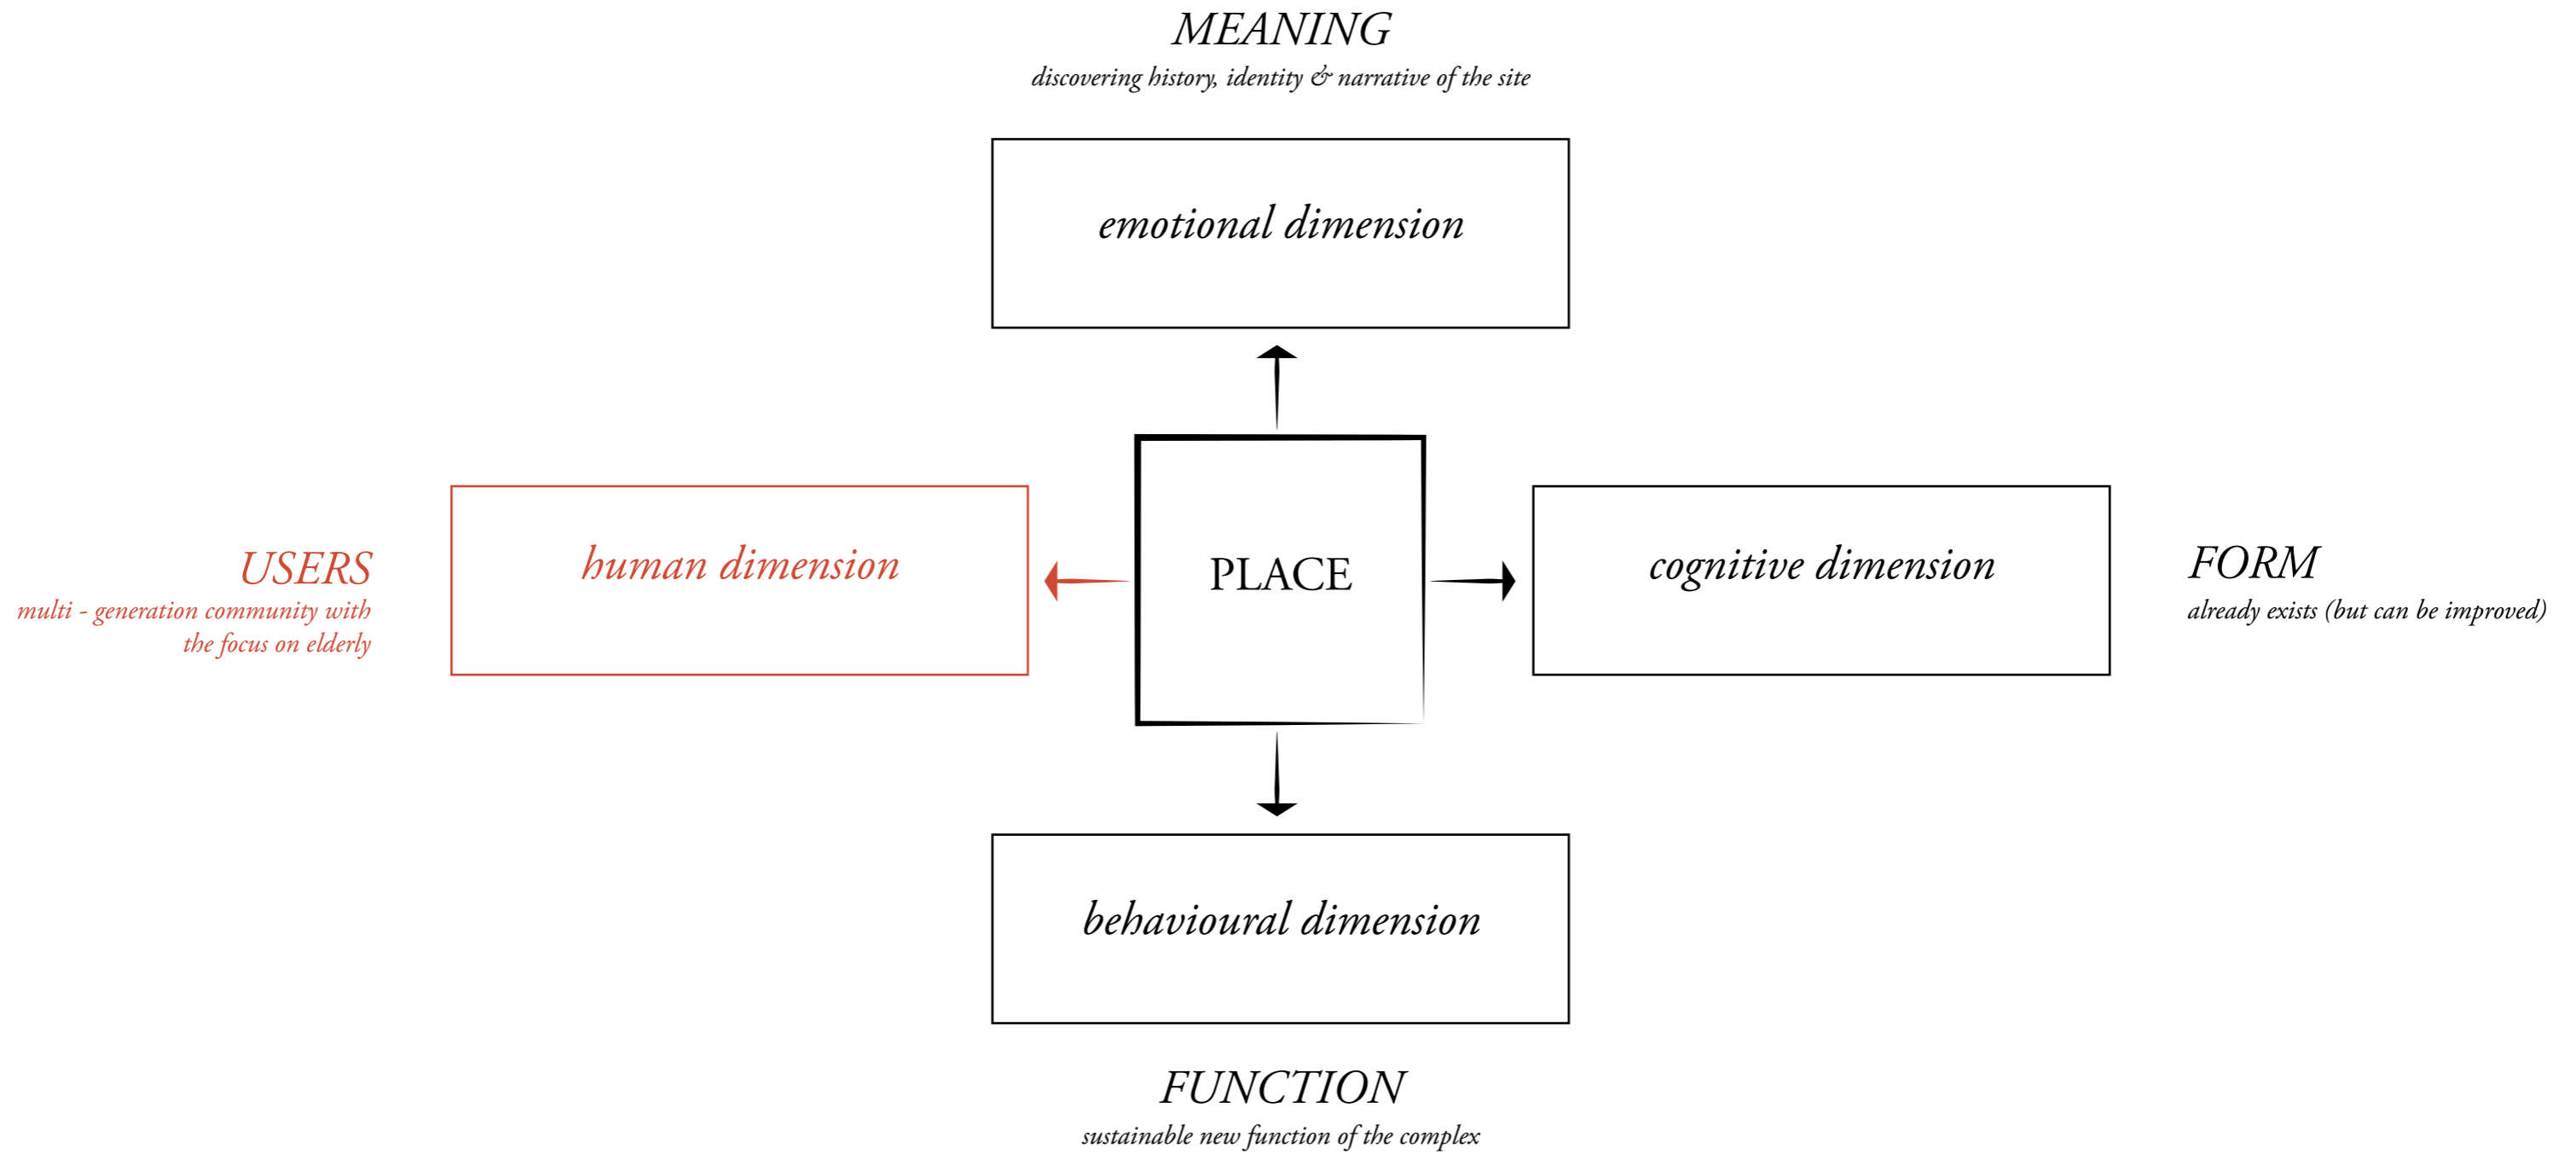 MEANING
discovering history, identity & narrative of the site
emotional dimension
USERS
multi - generation community with
the focus on elderly
human dimension
PLACE
cognitive dimension
FORM
already exists (but can be improved)
behavioural dimension
FUNCTION
sustainable new function of the complex